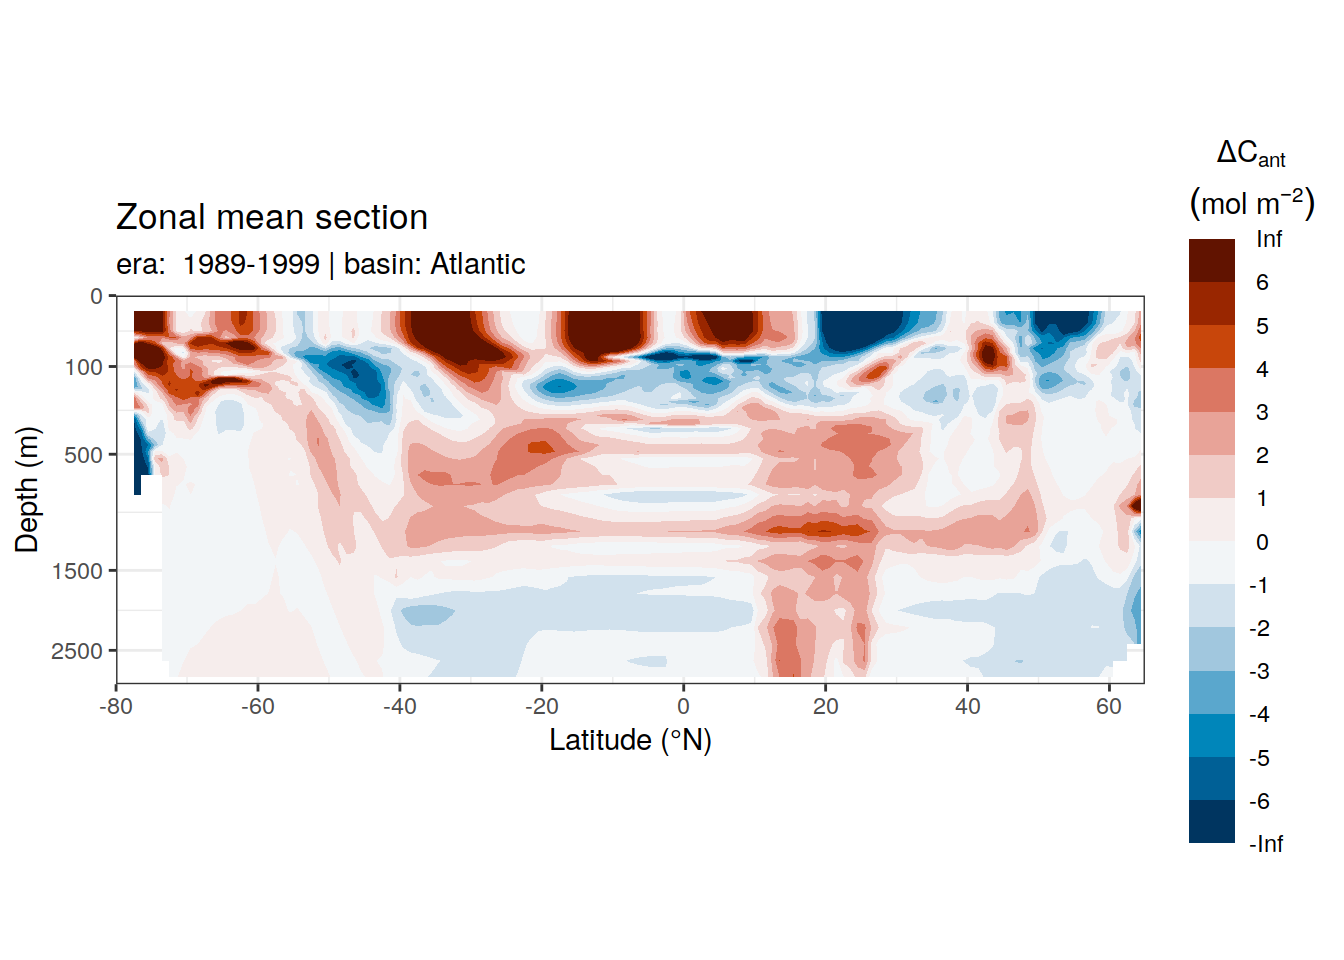 Zonal mean section
era:  1989-1999 | basin: Atlantic
ΔCant
(mol m−2)
Inf
6
5
4
3
2
1
0
-1
-2
-3
-4
-5
-6
-Inf
Depth (m)
0
100
500
1500
2500
-80 -60 -40 -20 0 20 40 60
Latitude (°N)